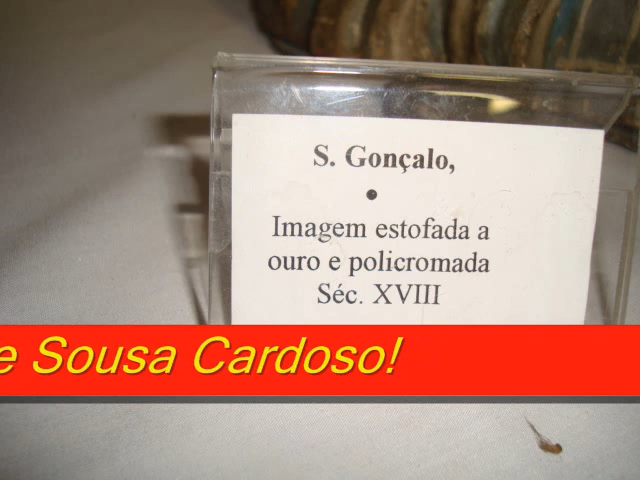 S. Gonçalo,
•
Imagem estofada a
ouro e policromada
Séc. XVIII
e Sousa Cardoso!